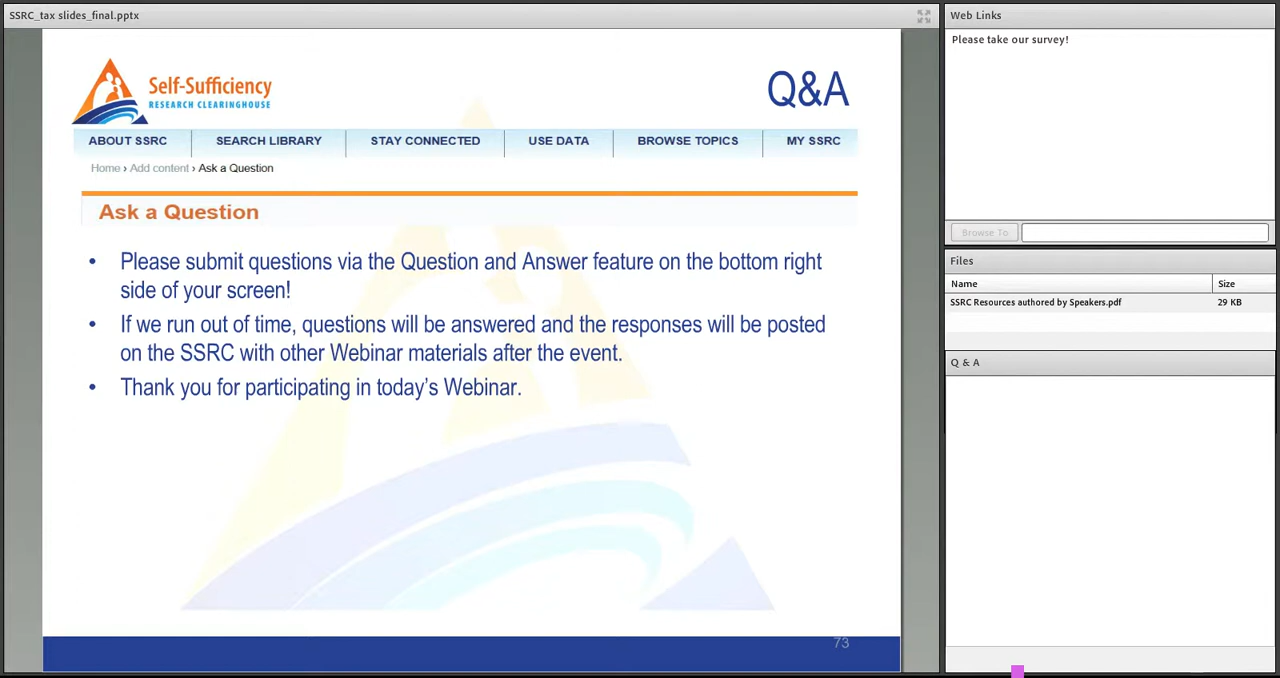 SSRC_tax slides_final.pptx
Self-Sufficiency
RESEARCH CLEARINGHOUSE
Q&A
ABOUT SSRC SEARCH LIBRARY STAY CONNECTED USE DATA BROWSE TOPICS MY SSRC
Home › Add content › Ask a Question
Ask a Question
• Please submit questions via the Question and Answer feature on the bottom right
side of your screen!
• If we run out of time, questions will be answered and the responses will be posted
on the SSRC with other Webinar materials after the event.
• Thank you for participating in today’s Webinar.
73
Web Links
Please take our survey!
Browse To
Files
Name Size
SSRC Resources authored by Speakers.pdf 29 KB
Q & A